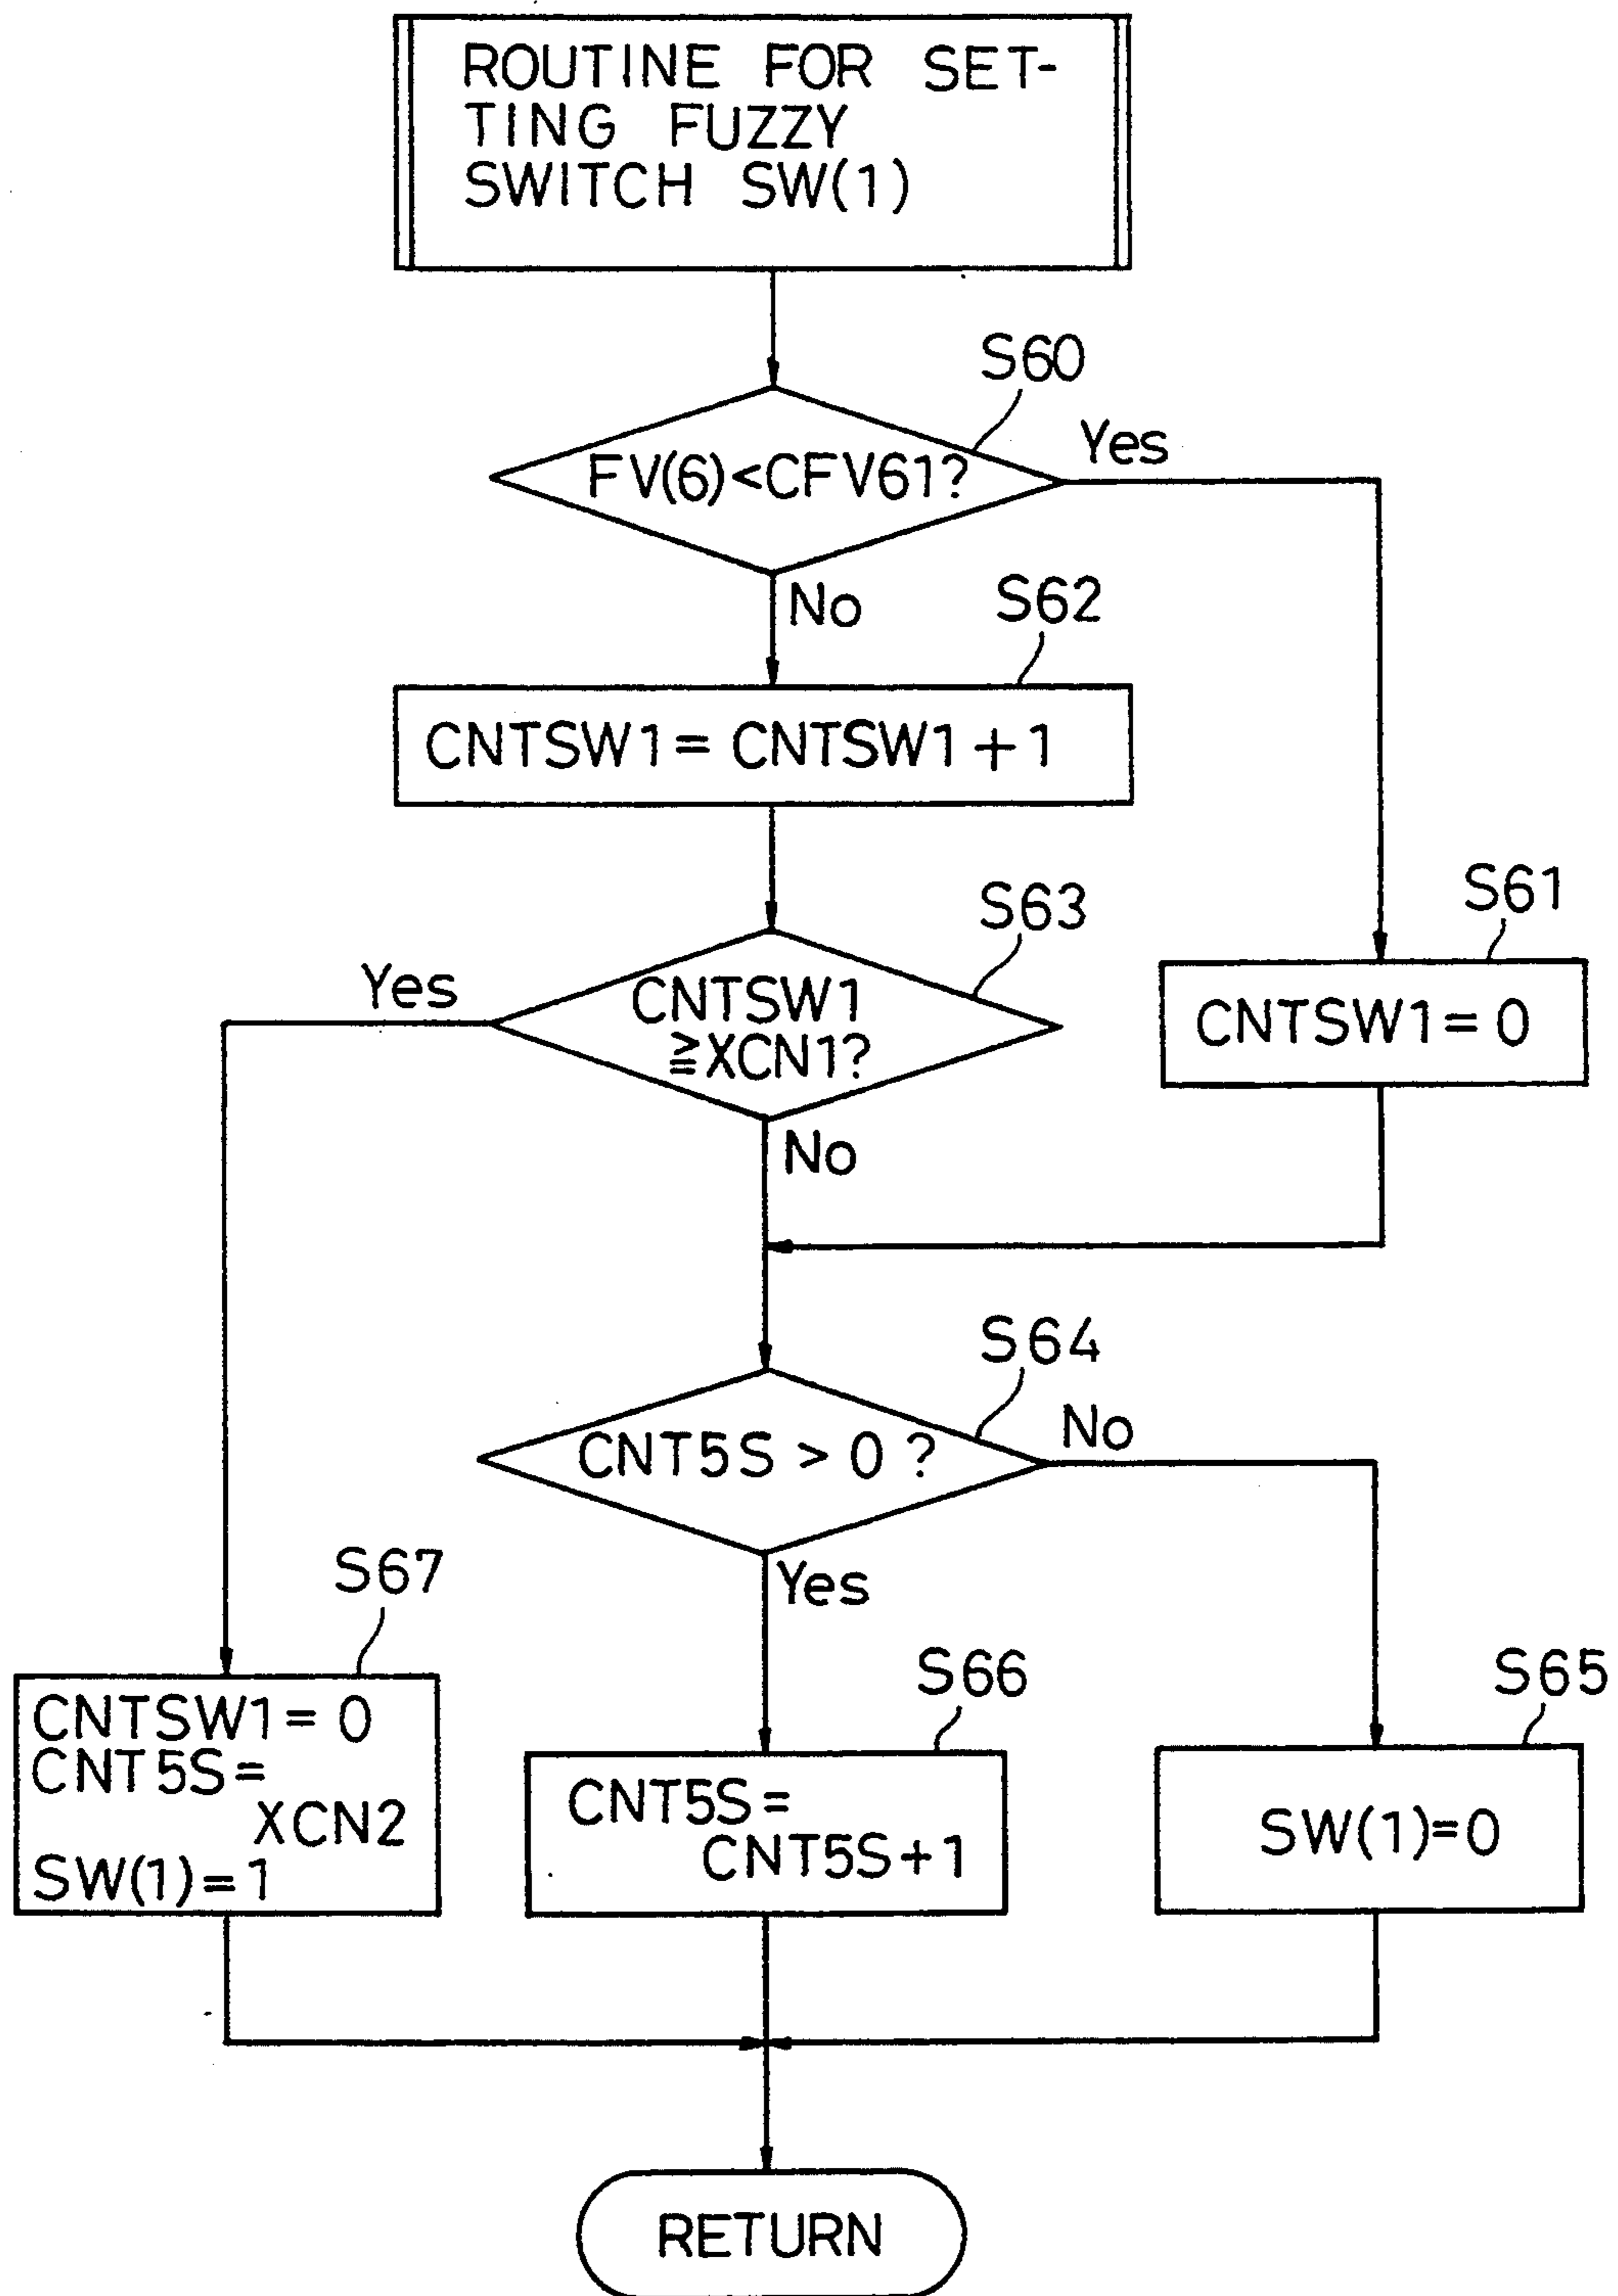 ROUTINE FOR SET-
TING FUZZY
SWITCH SW(1)
S60
FV(6)<CFV61?
Yes
No
S62
CNTSW1=CNTSW1+1
S63
CNTSW1
≧XCN1?
Yes
No
S61
CNTSW1=0
S64
CNT5S>0?
No
Yes
S67
CNTSW1=0
CNT5S=
XCN2
SW(1)=1
S66
CNT5S=
CNT5S+1
S65
SW(1)=0
RETURN